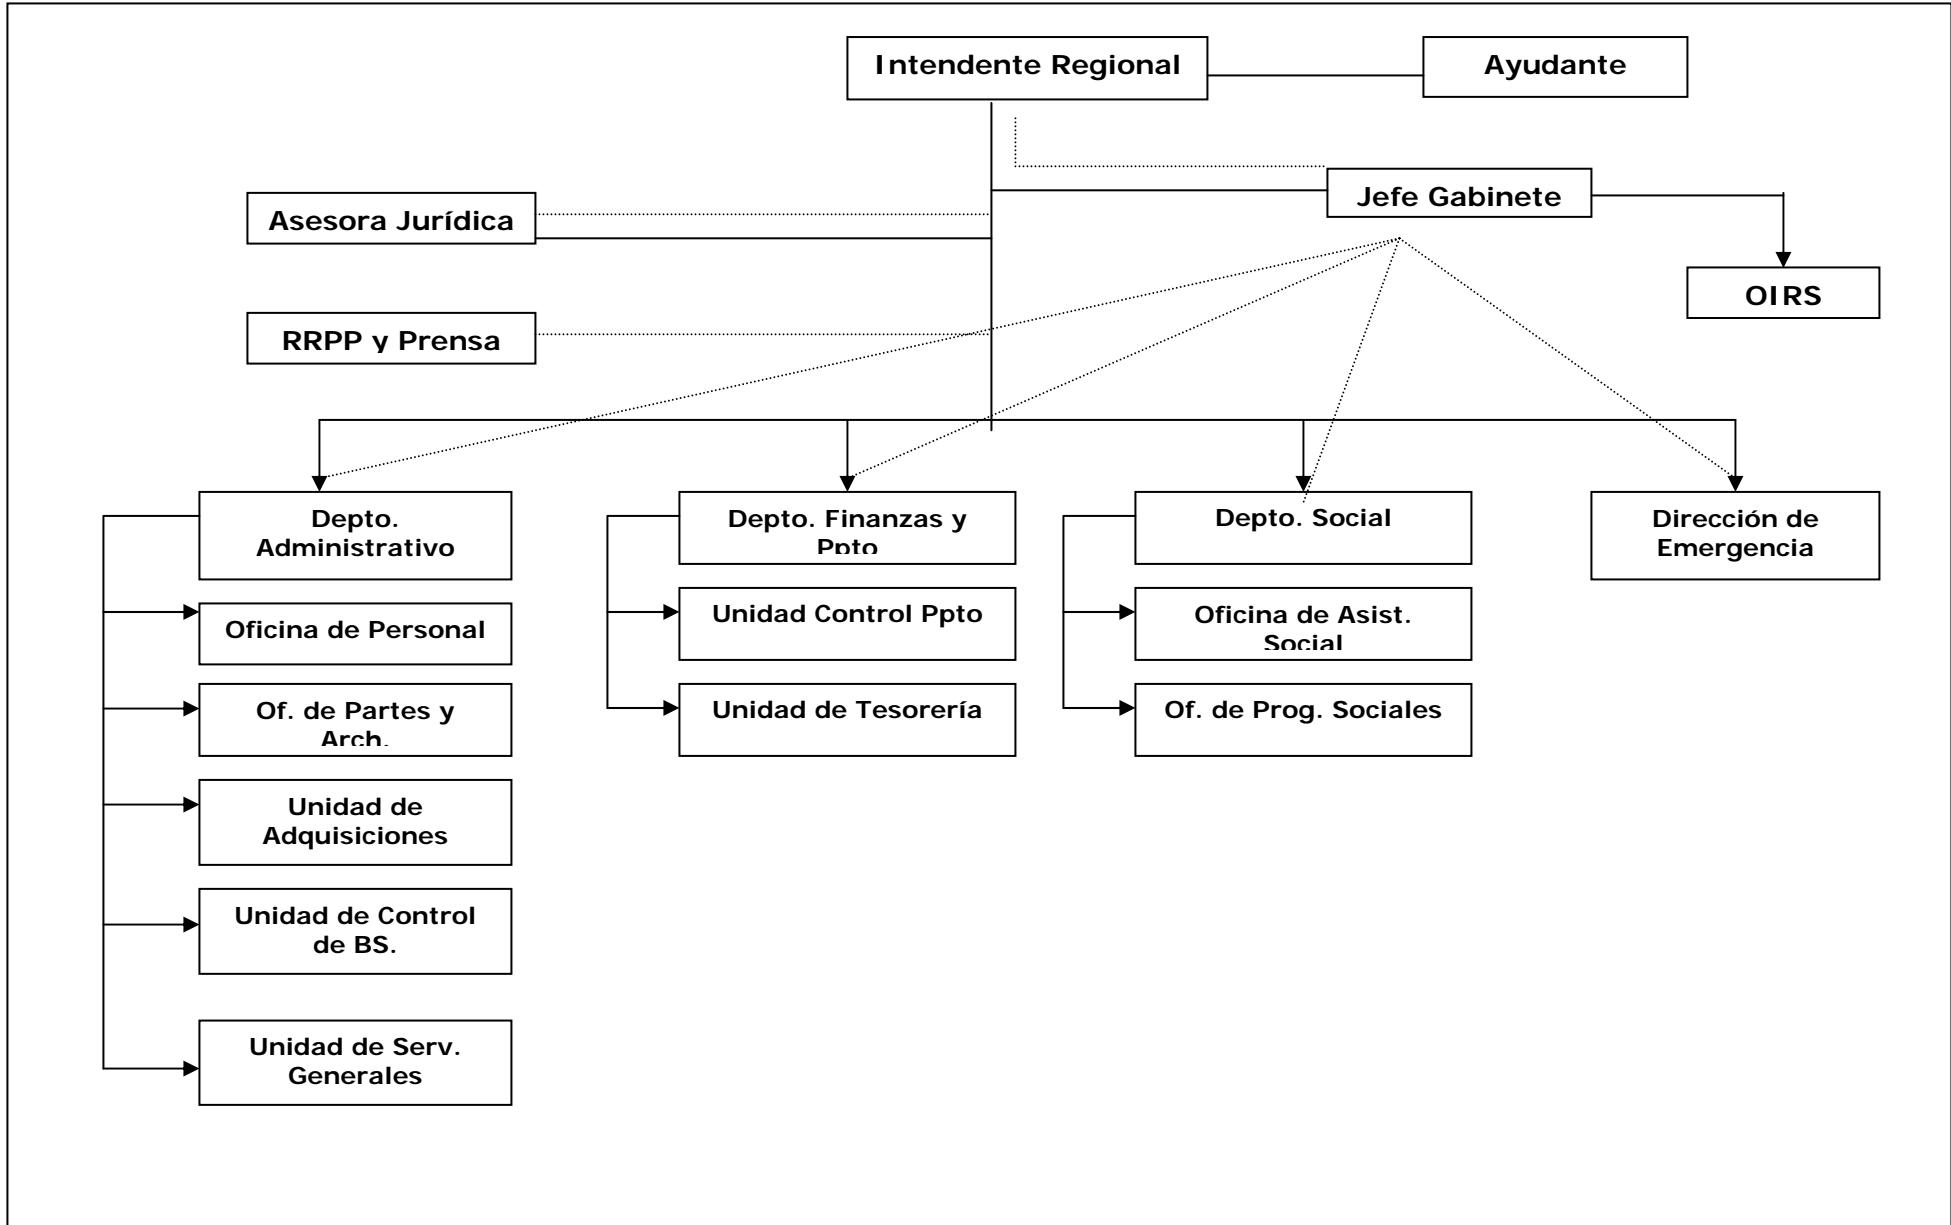 Intendente Regional
Ayudante
Jefe Gabinete
Asesora Jurídica
OIRS
RRPP y Prensa
Depto.
Administrativo
Depto. Finanzas y
Ppto
Depto. Social
Dirección de
Emergencia
Oficina de Personal
Unidad Control Ppto
Oficina de Asist.
Social
Of. de Partes y
Arch.
Unidad de Tesorería
Of. de Prog. Sociales
Unidad de
Adquisiciones
Unidad de Control
de BS.
Unidad de Serv.
Generales